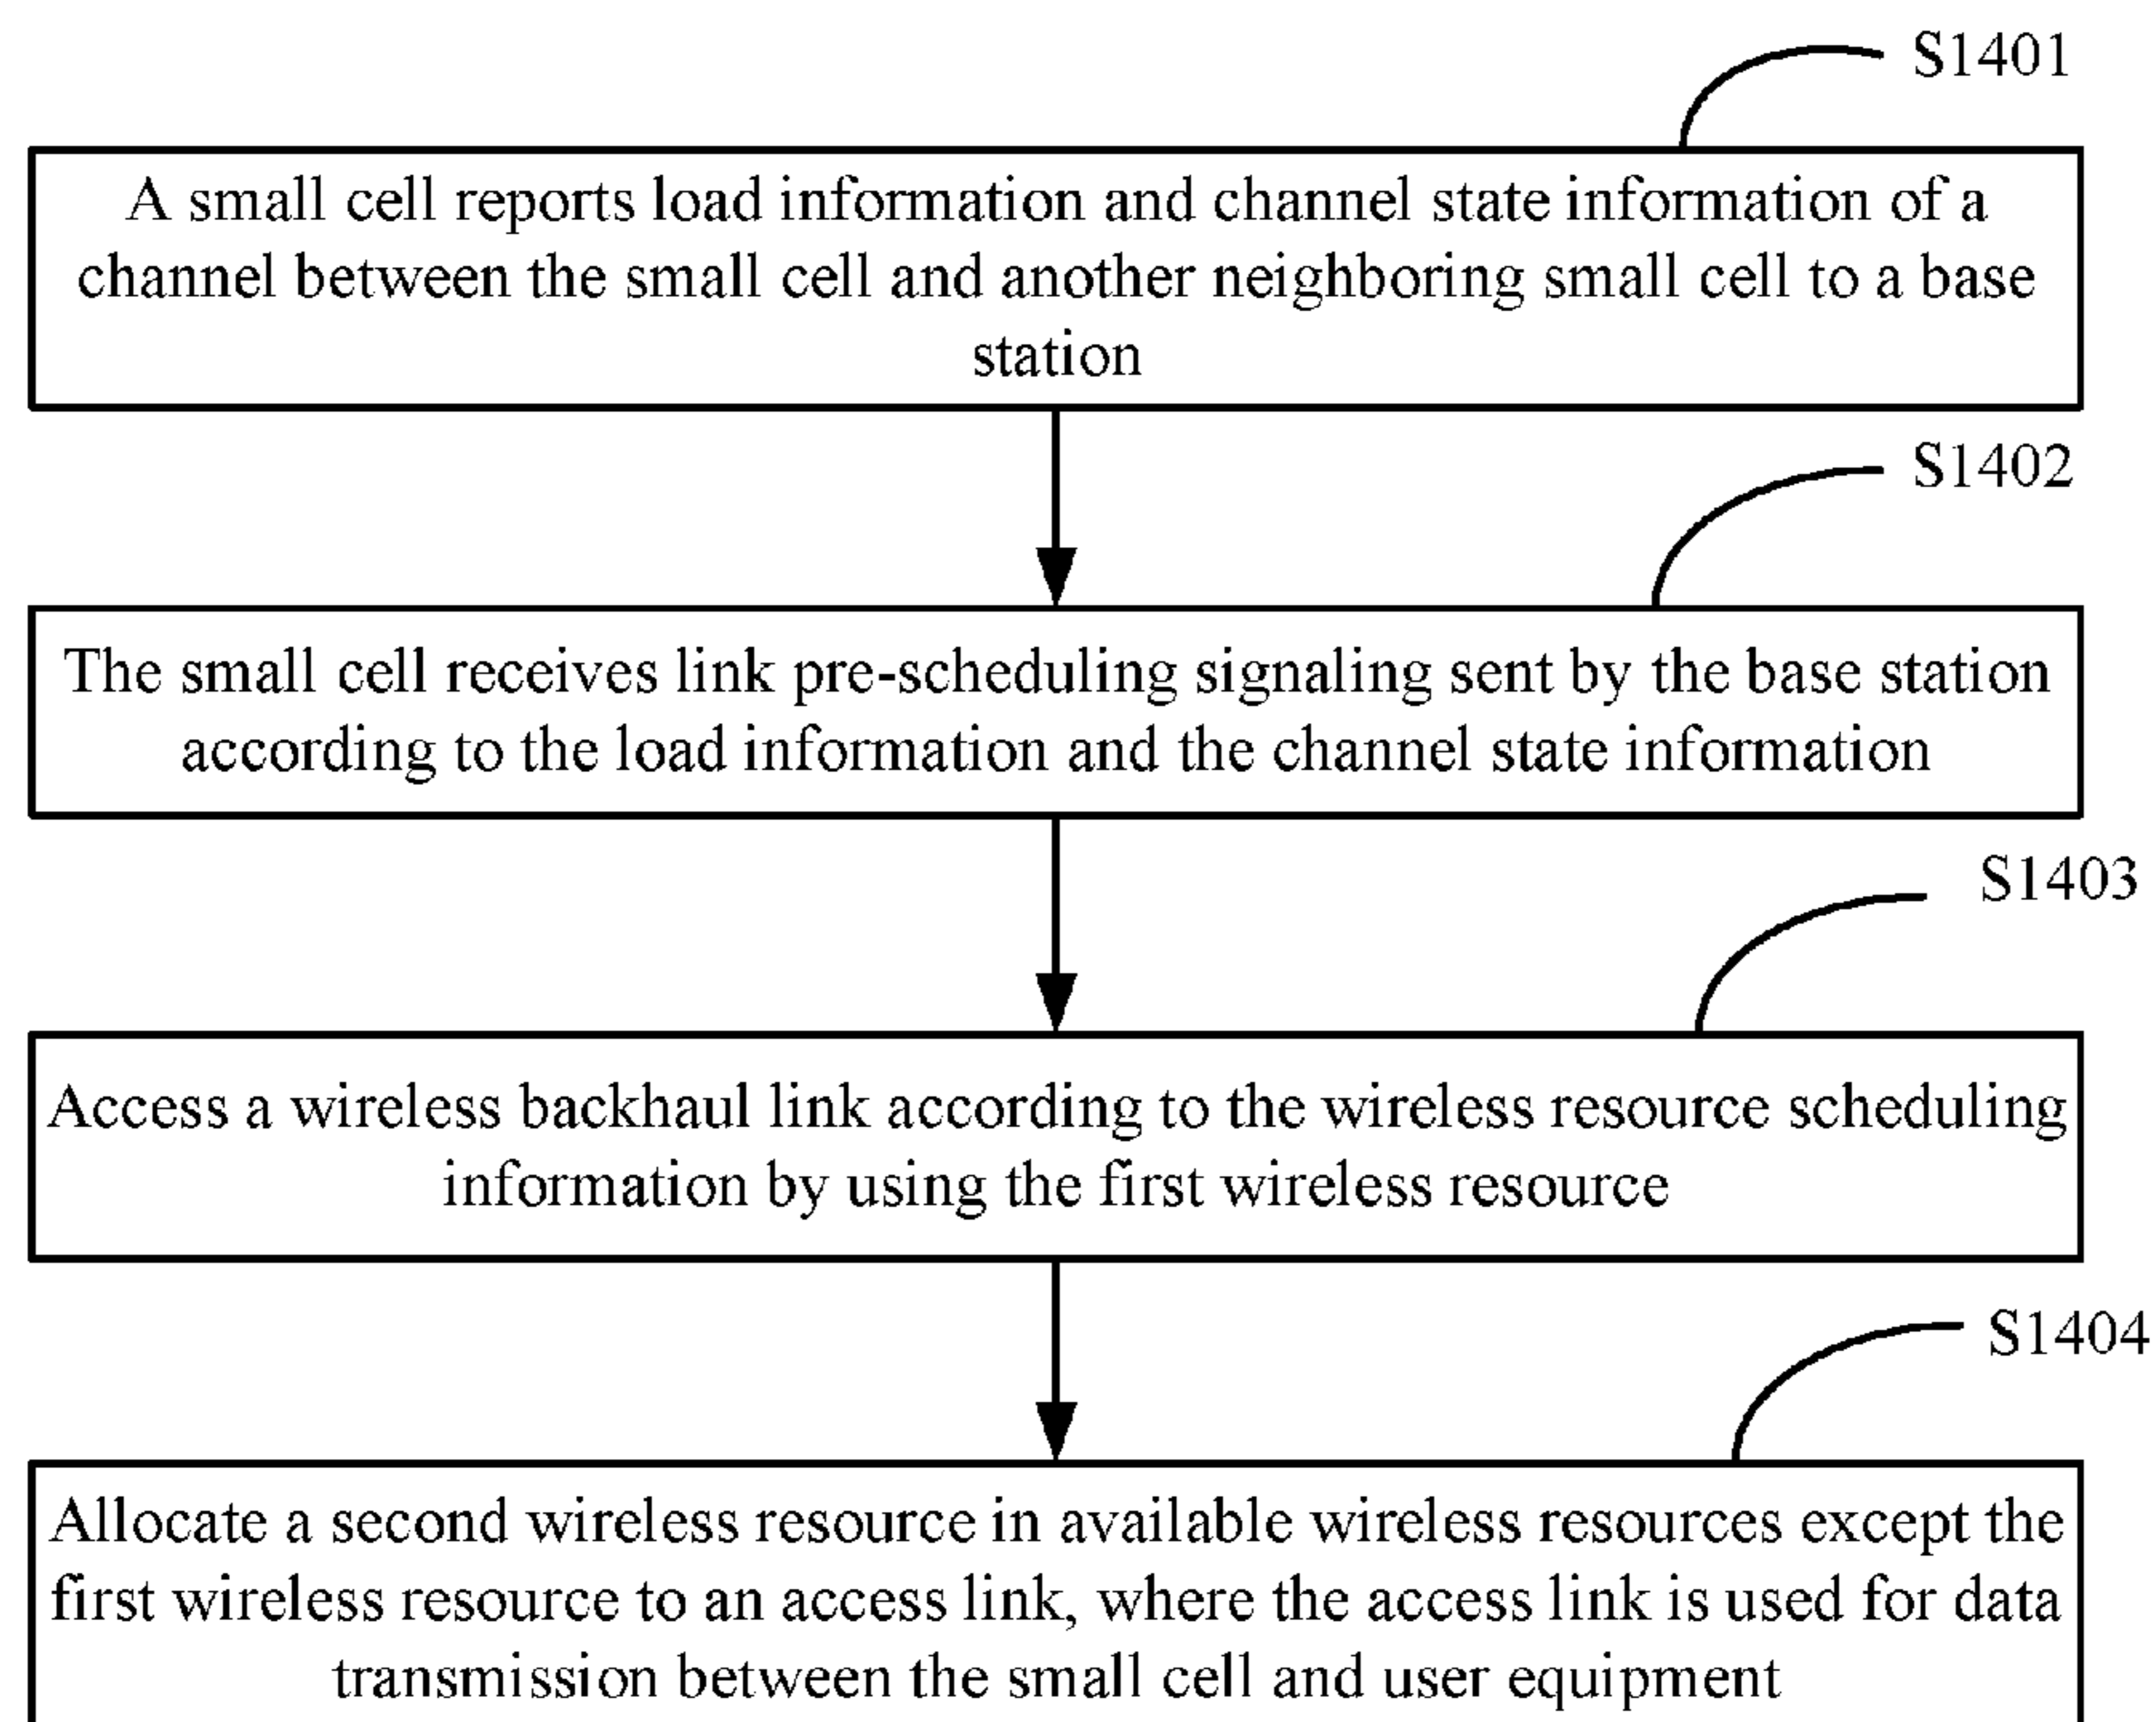 S1401
A small cell reports load information and channel state information of a
channel between the small cell and another neighboring small cell to a base
station
S1402
The small cell receives link pre-scheduling signaling sent by the base station
according to the load information and the channel state information
S1403
Access a wireless backhaul link according to the wireless resource scheduling
information by using the first wireless resource
S1404
Allocate a second wireless resource in available wireless resources except the
first wireless resource to an access link, where the access link is used for data
transmission between the small cell and user equipment